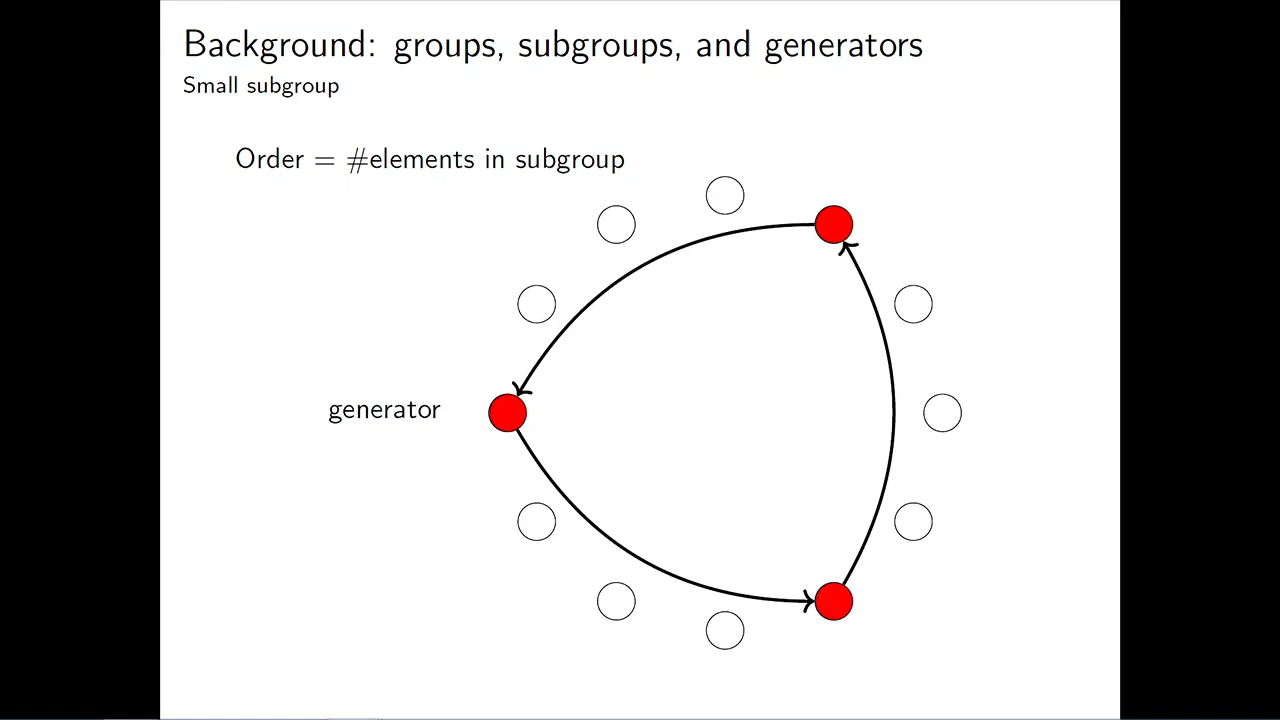 Background: groups, subgroups, and generators
Small subgroup
Order = #elements in subgroup
generator